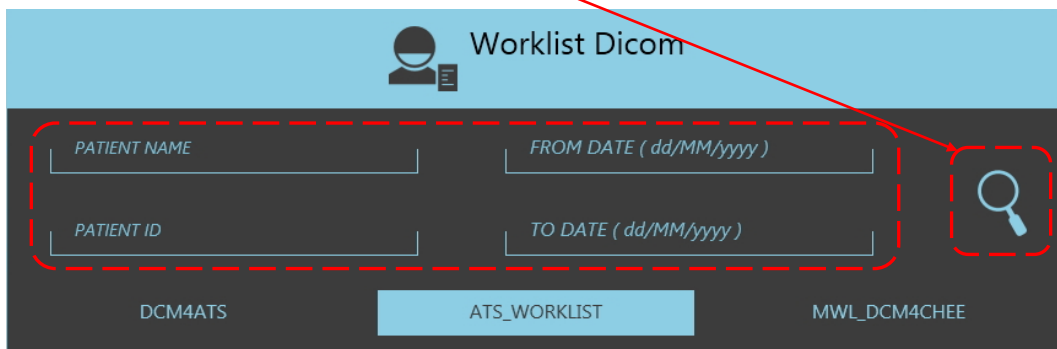 Worklist Dicom
PATIENT NAME
FROM DATE ( dd/MM/yyyy )
PATIENT ID
TO DATE ( dd/MM/yyyy )
DCM4ATS
ATS_WORKLIST
MWL_DCM4CHEE